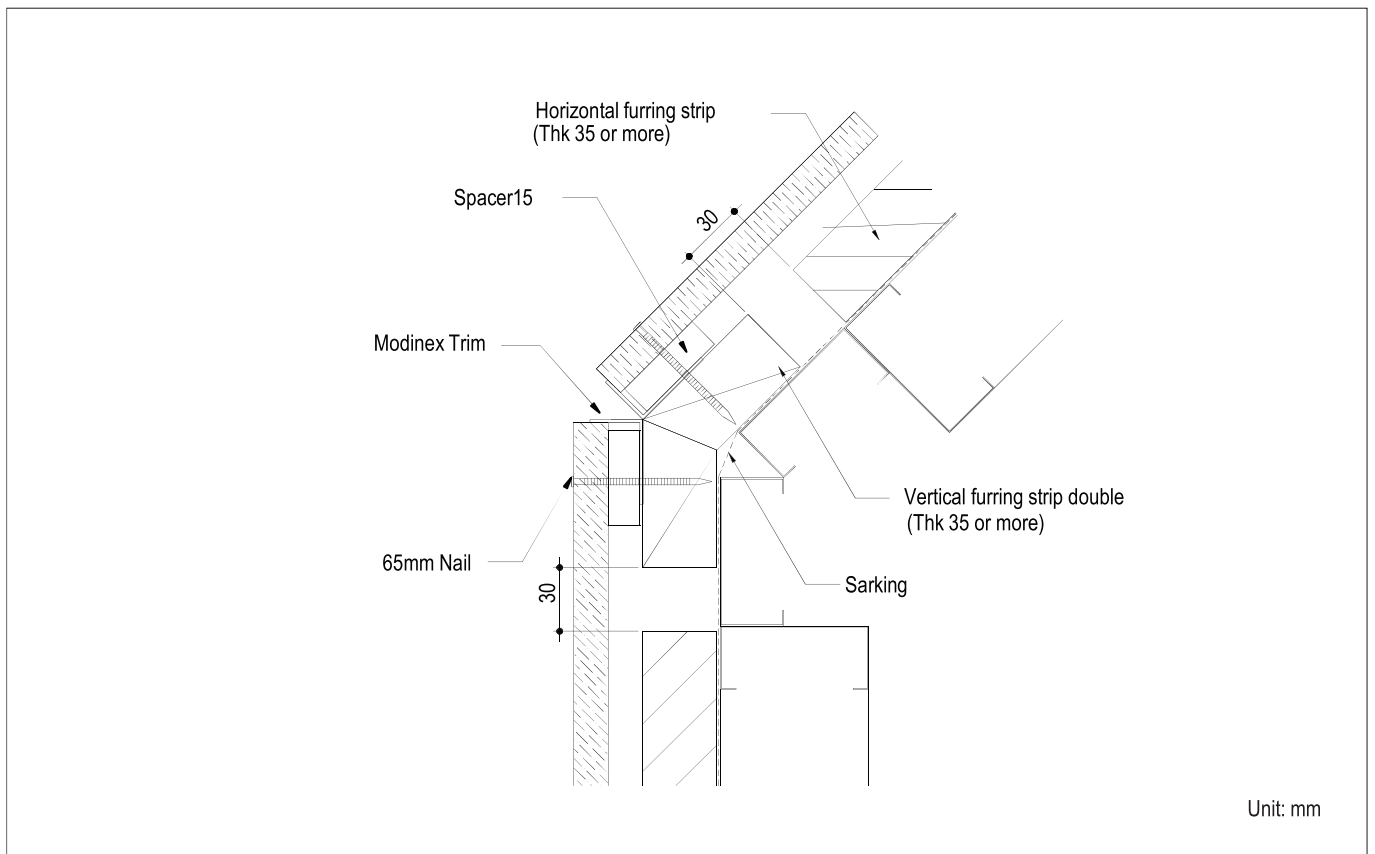 Horizontal furring strip
(Thk 35 or more)
Spacer15
30
Modinex Trim
Vertical furring strip double
(Thk 35 or more)
65mm Nail
30
Sarking
Unit: mm